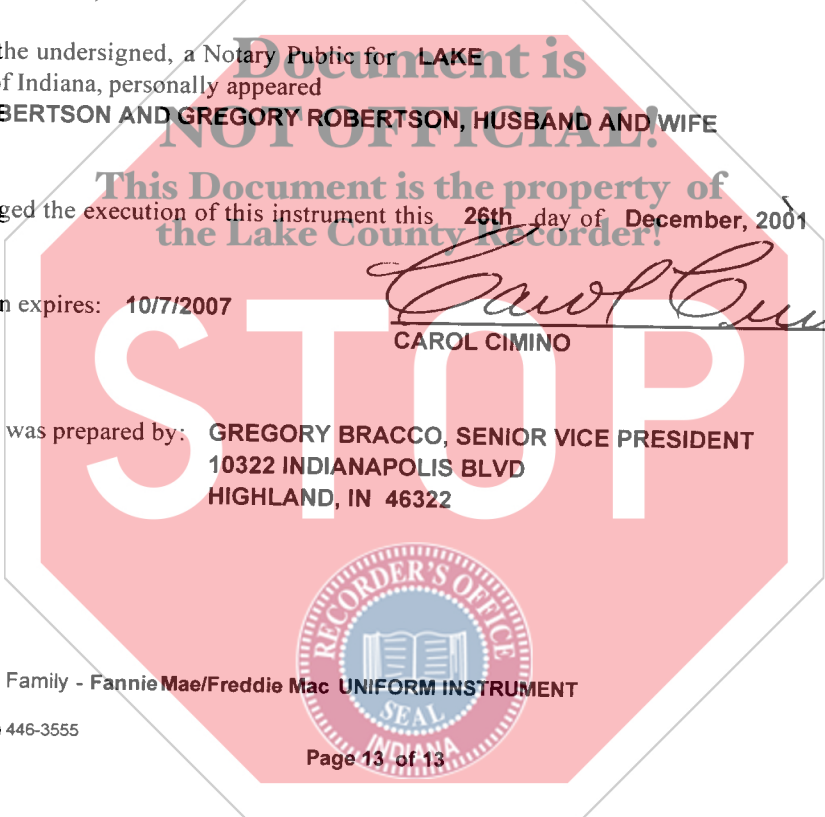 the undersigned, a Notary Public for LAKE
Document is
of Indiana, personally appeared
BERTSON AND GREGORY ROBERTSON, HUSBAND AND WIFE
NOT OFFICIAL!
This Document is the property of
ged the execution of this instrument this 26th day of December, 2001
the Lake County Recorder!
n expires: 10/7/2007
Carol
CAROL CIMINO
STOP
was prepared by: GREGORY BRACCO, SENIOR VICE PRESIDENT
10322 INDIANAPOLIS BLVD
HIGHLAND, IN 46322
RECORDER'S OFFICE
Family - Fannie Mae/Freddie Mac UNIFORM INSTRUMENT
SEAL
446-3555
INDIANA
Page 13 of 13